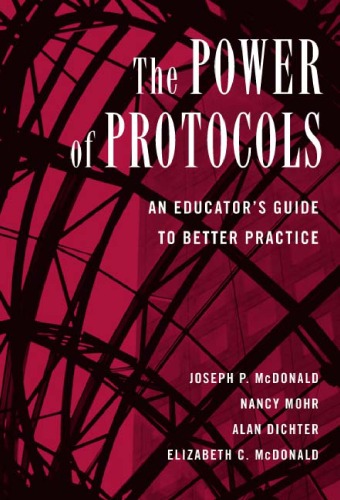 The POWER
of PROTOCOLS
AN EDUCATOR'S GUIDE
TO BETTER PRACTICE
JOSEPH P. McDONALD
NANCY MOHR
ALAN DICHTER
ELIZABETH C. McDONALD